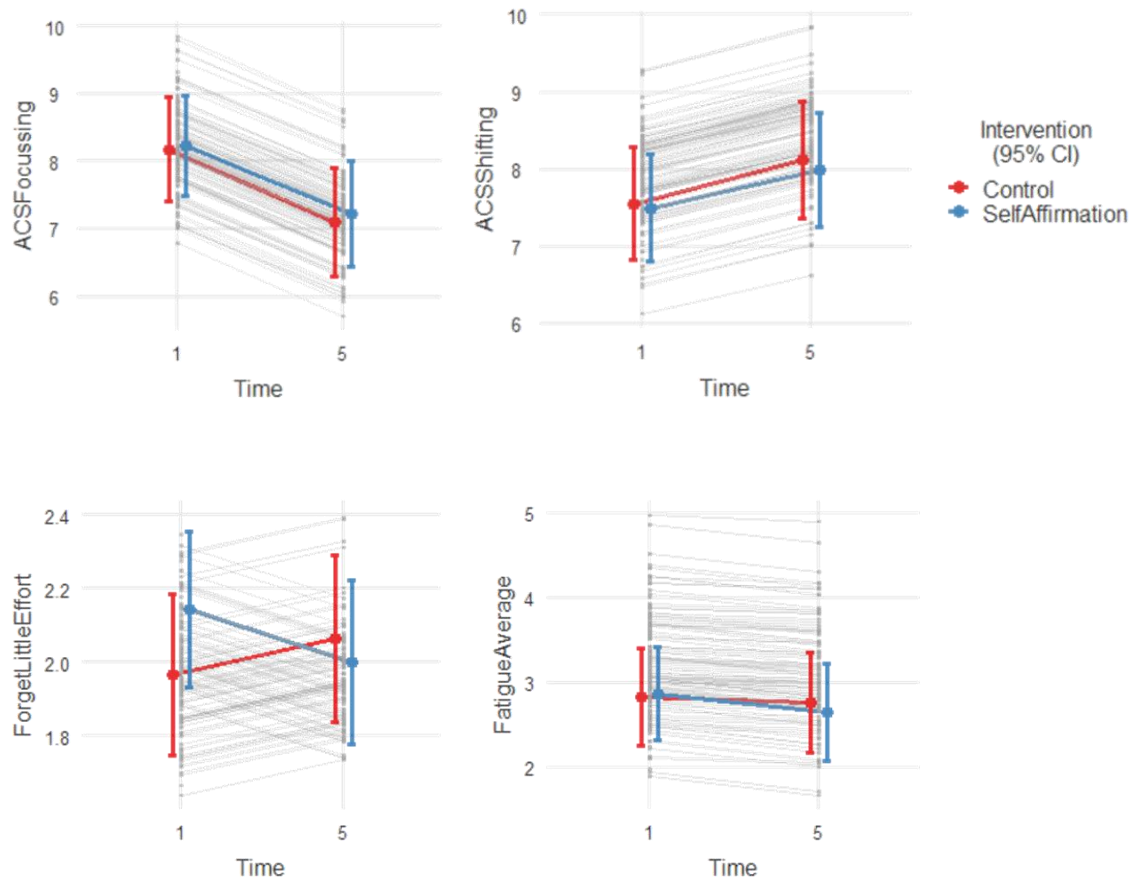 ACSFocussing
10
9
8
7
6
1
5
Time
ACSShifting
10
9
8
7
6
1
5
Time
Intervention
(95% CI)
Control
SelfAffirmation
ForgetLittleEffort
2.4
2.2
2.0
1.8
1
5
Time
FatigueAverage
5
4
3
2
1
5
Time